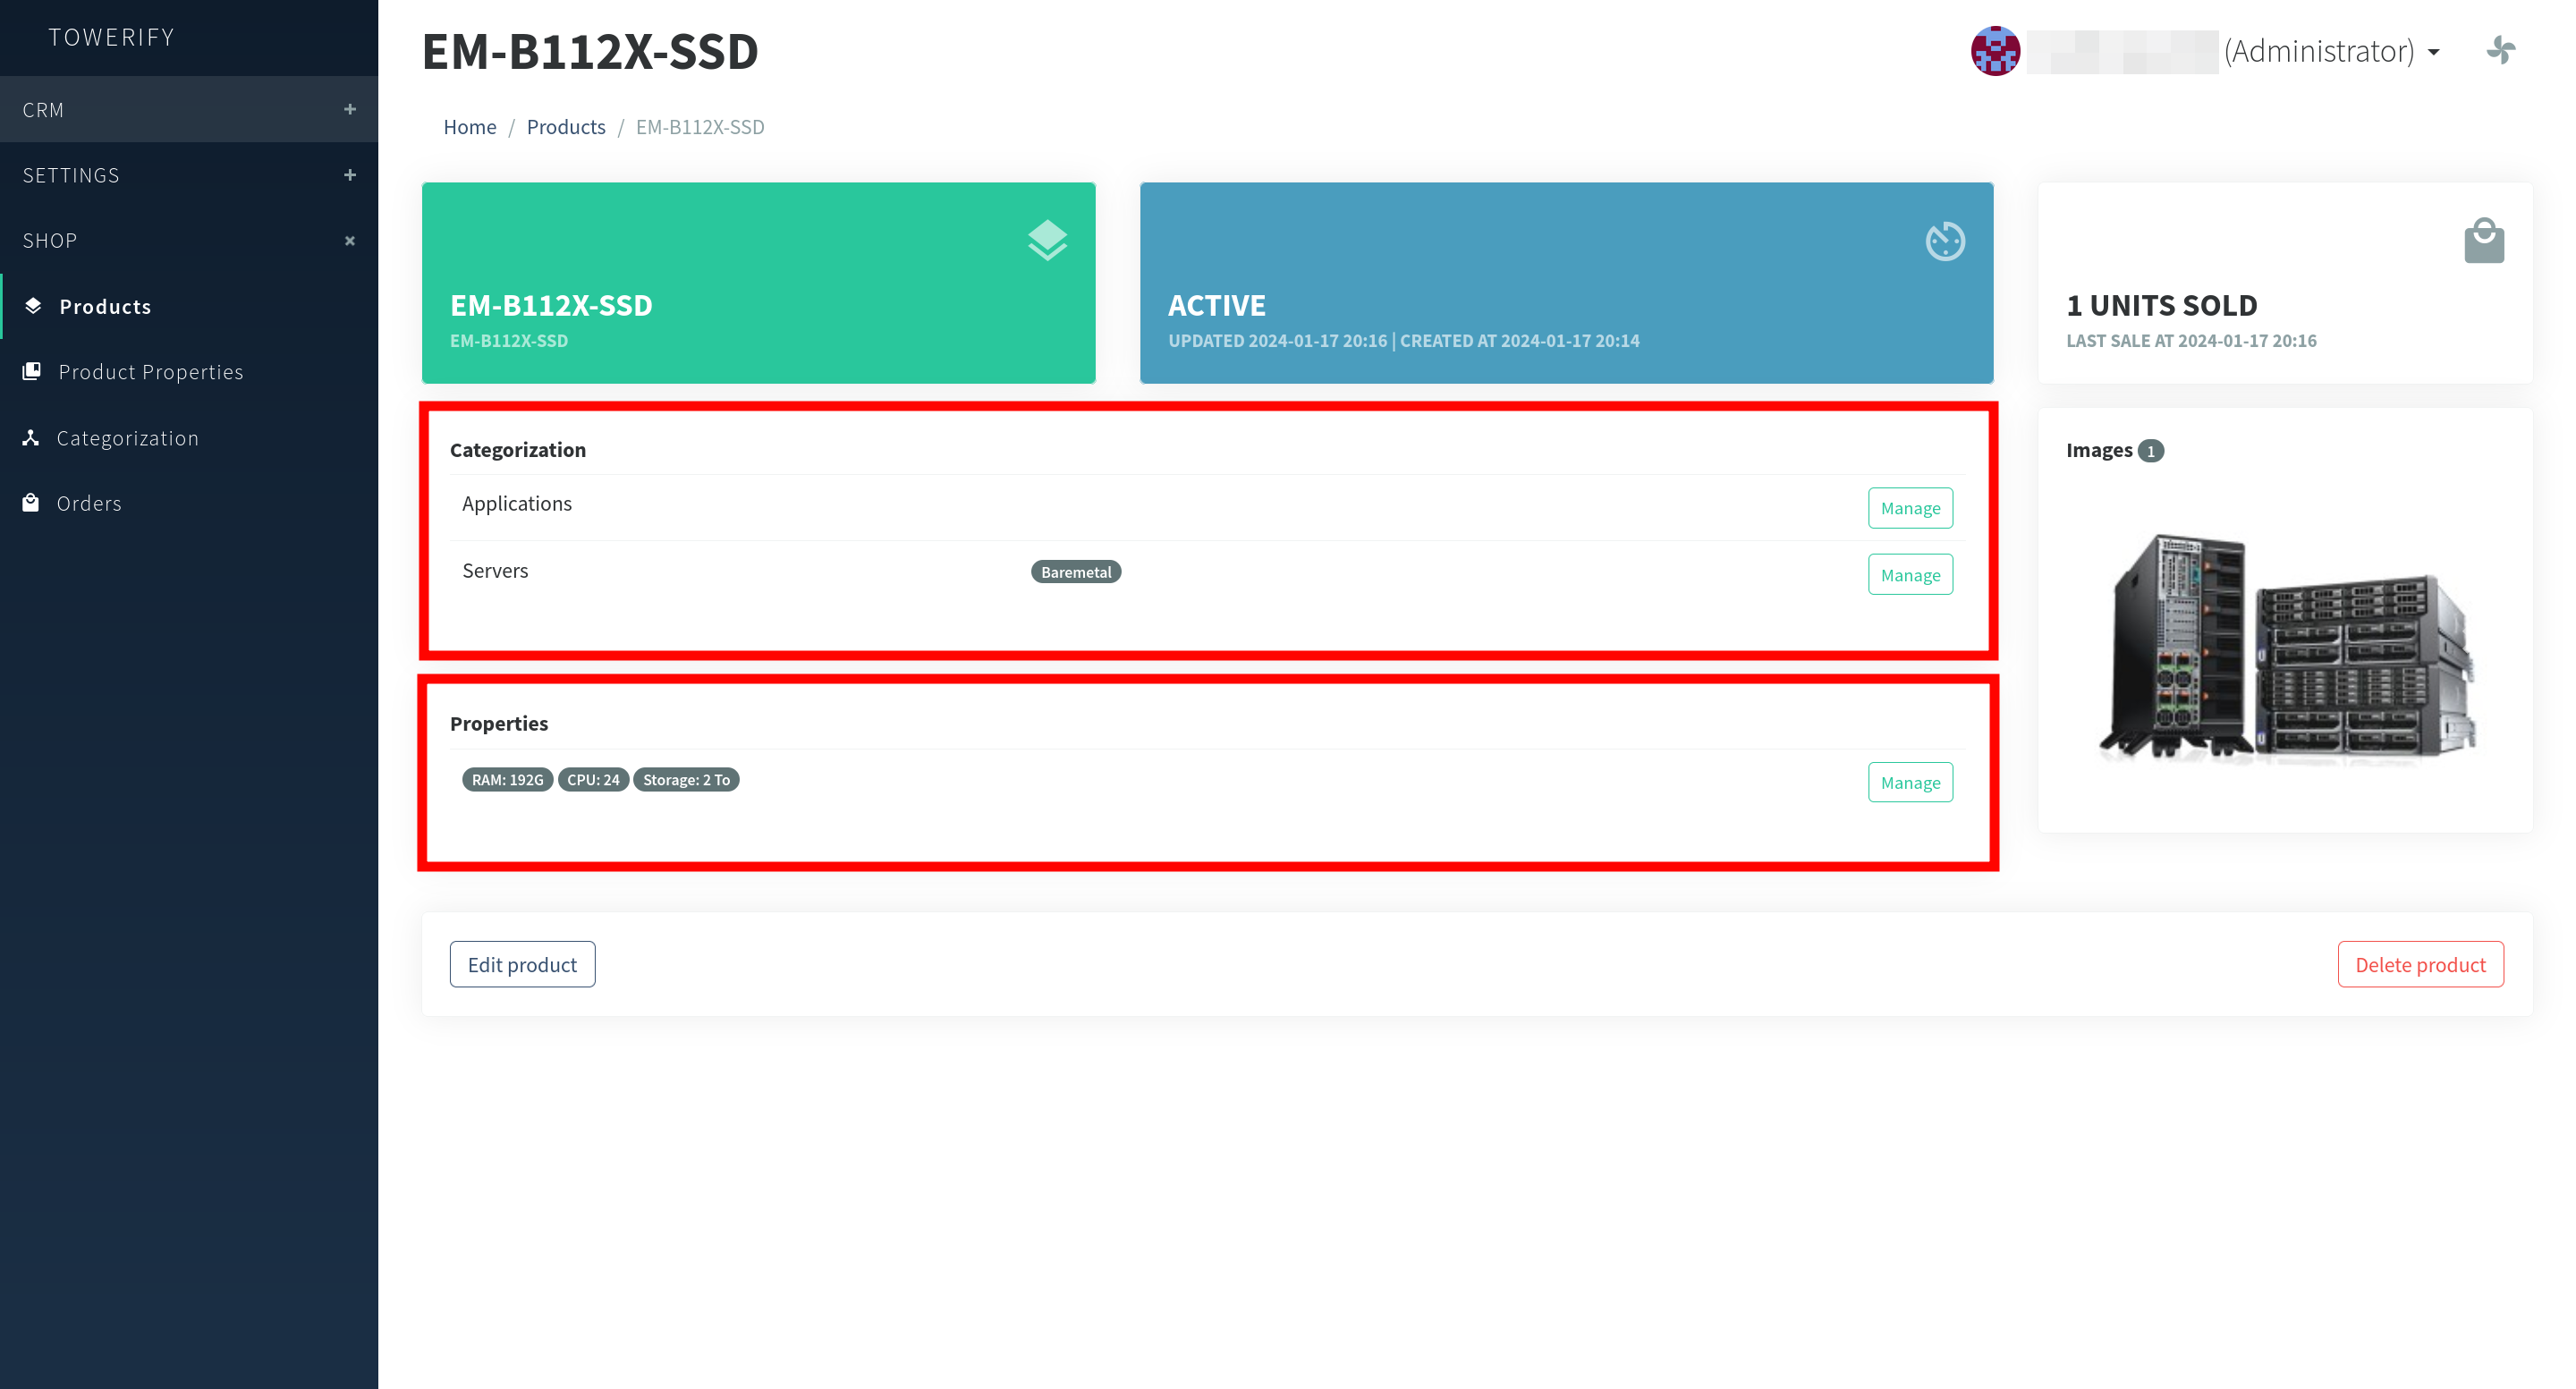 TOWERIFY
CRM
SETTINGS
SHOP
Products
Product Properties
Categorization
Orders
EM-B112X-SSD
(Administrator)
Home / Products / EM-B112X-SSD
EM-B112X-SSD
EM-B112X-SSD
ACTIVE
UPDATED 2024-01-17 20:16 | CREATED AT 2024-01-17 20:14
1 UNITS SOLD
LAST SALE AT 2024-01-17 20:16
Categorization
Applications
Manage
Servers
Baremetal
Manage
Properties
RAM: 192G CPU: 24 Storage: 2 To
Manage
Images 1
Edit product
Delete product